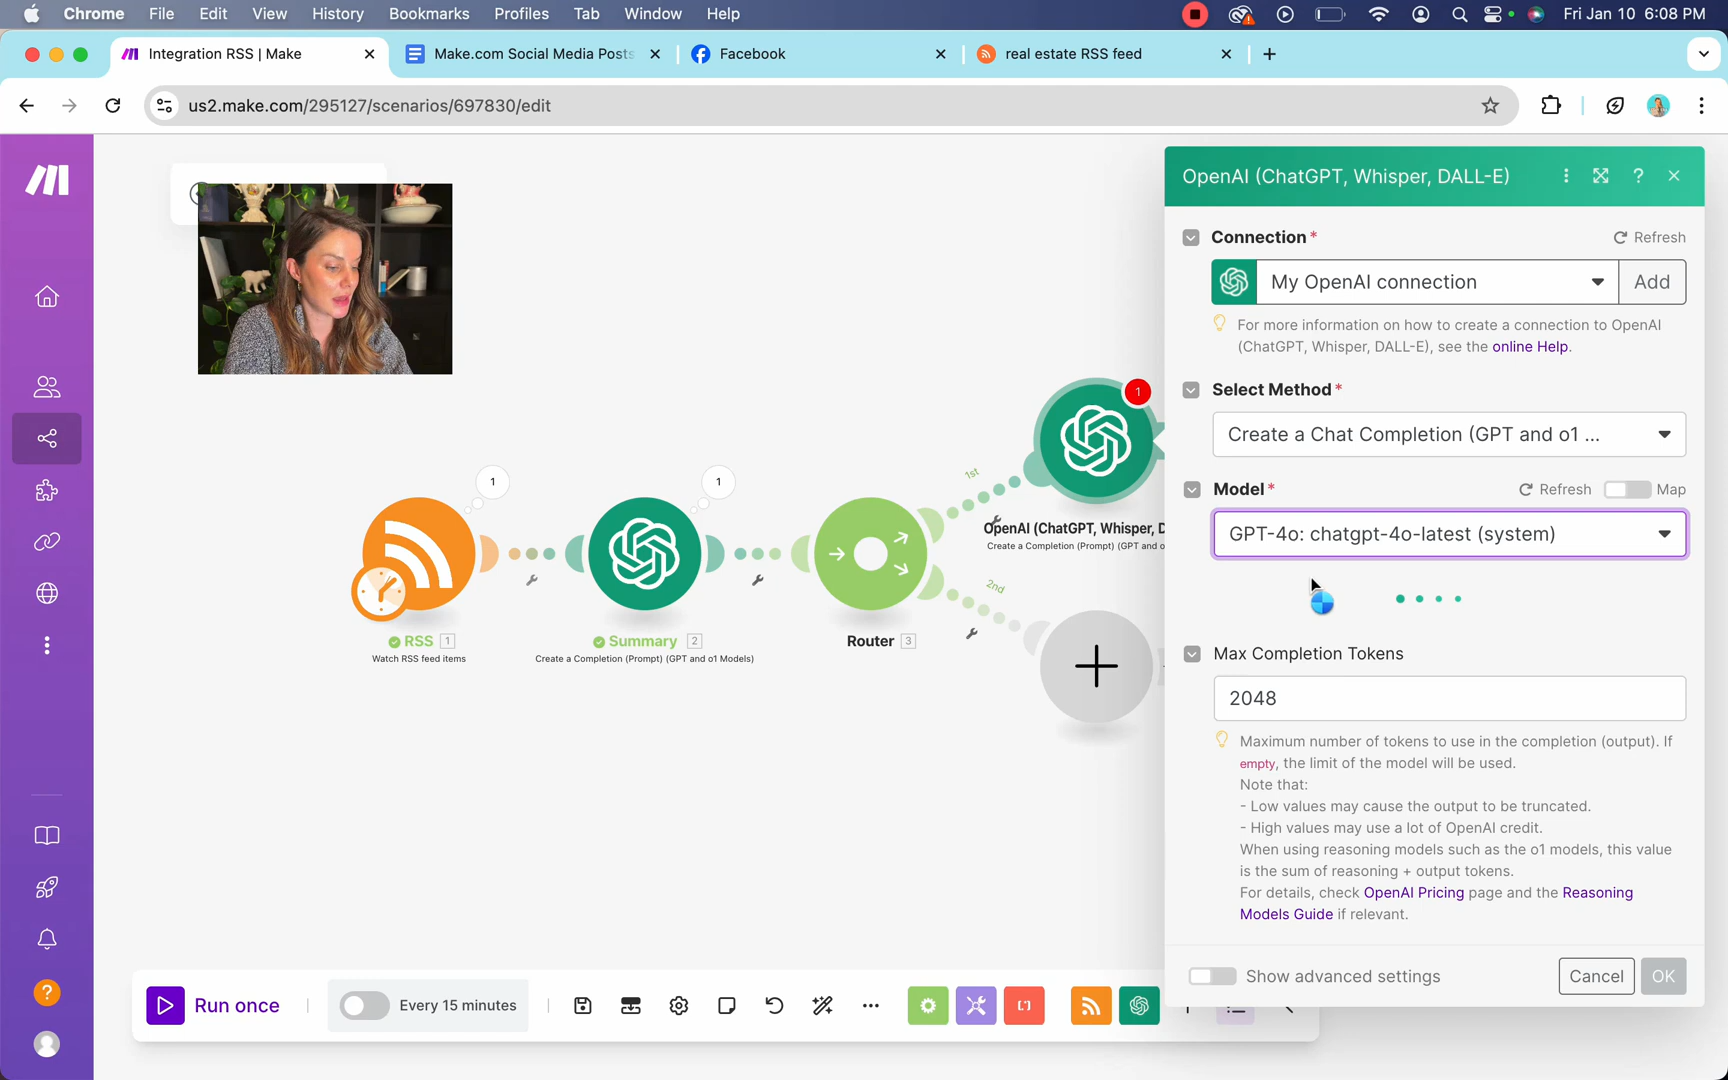 Chrome File Edit View History Bookmarks Profiles Tab Window Help Fri Jan 10 6:08 PM
Integration RSS | Make
Make.com Social Media Posts
Facebook
real estate RSS feed
us2.make.com/295127/scenarios/697830/edit
OpenAI (ChatGPT, Whisper, DALL-E)
Connection*
Refresh
My OpenAI connection
Add
For more information on how to create a connection to OpenAI
(ChatGPT, Whisper, DALL-E), see the online Help.
Select Method*
Create a Chat Completion (GPT and o1 ...
Model*
Refresh
Map
GPT-4o: chatgpt-4o-latest (system)
Max Completion Tokens
2048
Maximum number of tokens to use in the completion (output). If
empty, the limit of the model will be used.
Note that:
- Low values may cause the output to be truncated.
- High values may use a lot of OpenAI credit.
When using reasoning models such as the o1 models, this value
is the sum of reasoning + output tokens.
For details, check OpenAI Pricing page and the Reasoning
Models Guide if relevant.
Show advanced settings
Cancel
OK
1
1
1
1st
2nd
OpenAI (ChatGPT, Whisper, D
Create a Completion (Prompt) (GPT and o
RSS 1
Watch RSS feed items
Summary 2
Create a Completion (Prompt) (GPT and o1 Models)
Router 3
Run once
Every 15 minutes